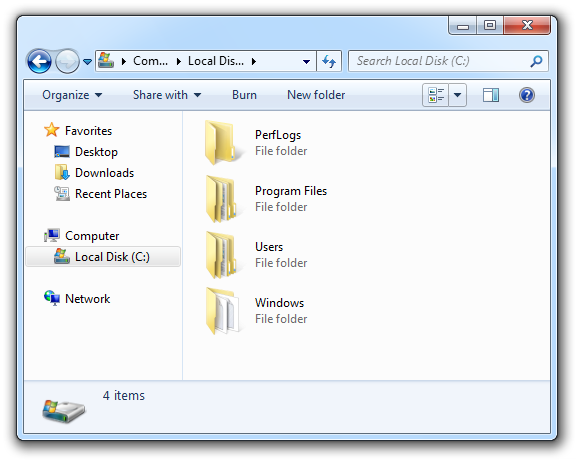 Com... Local Dis...
Search Local Disk (C:)
Organize Share with Burn New folder
Favorites
Desktop
Downloads
Recent Places
Computer
Local Disk (C:)
Network
PerfLogs
File folder
Program Files
File folder
Users
File folder
Windows
File folder
4 items